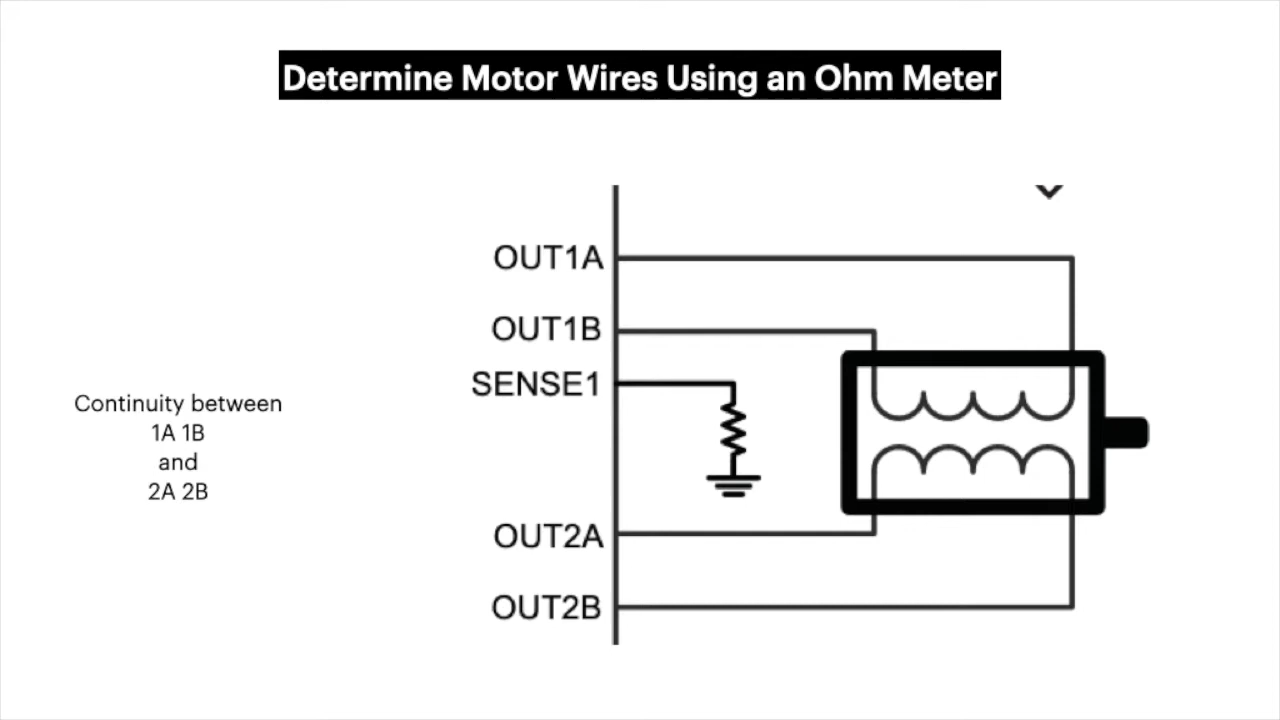 Determine Motor Wires Using an Ohm Meter
OUT1A
OUT1B
SENSE1
Continuity between
1A 1B
and
2A 2B
OUT2A
OUT2B